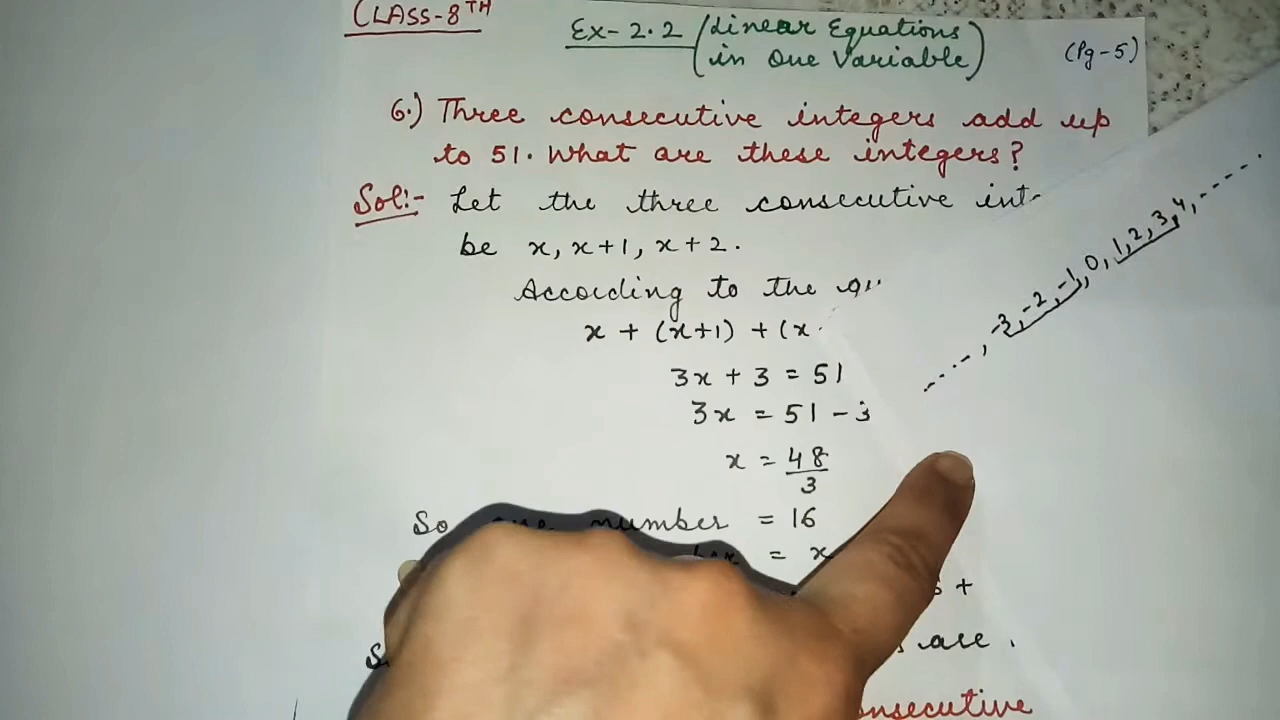 CLASS-8TH
Ex-2.2 (Linear Equations
in One Variable)
(Pg-5)
6.) Three consecutive integers add up
to 51. What are these integers?
Sol:- Let the three consecutive
be x, x+1, x+2.
According to the
x + (x+1) + (x
3x + 3 = 51
3x = 51 - 3
x = 48/3
So number = 16
= x
+
are
consecutive
-----, -3, -2, -1, 0, 1, 2, 3, 4, -----